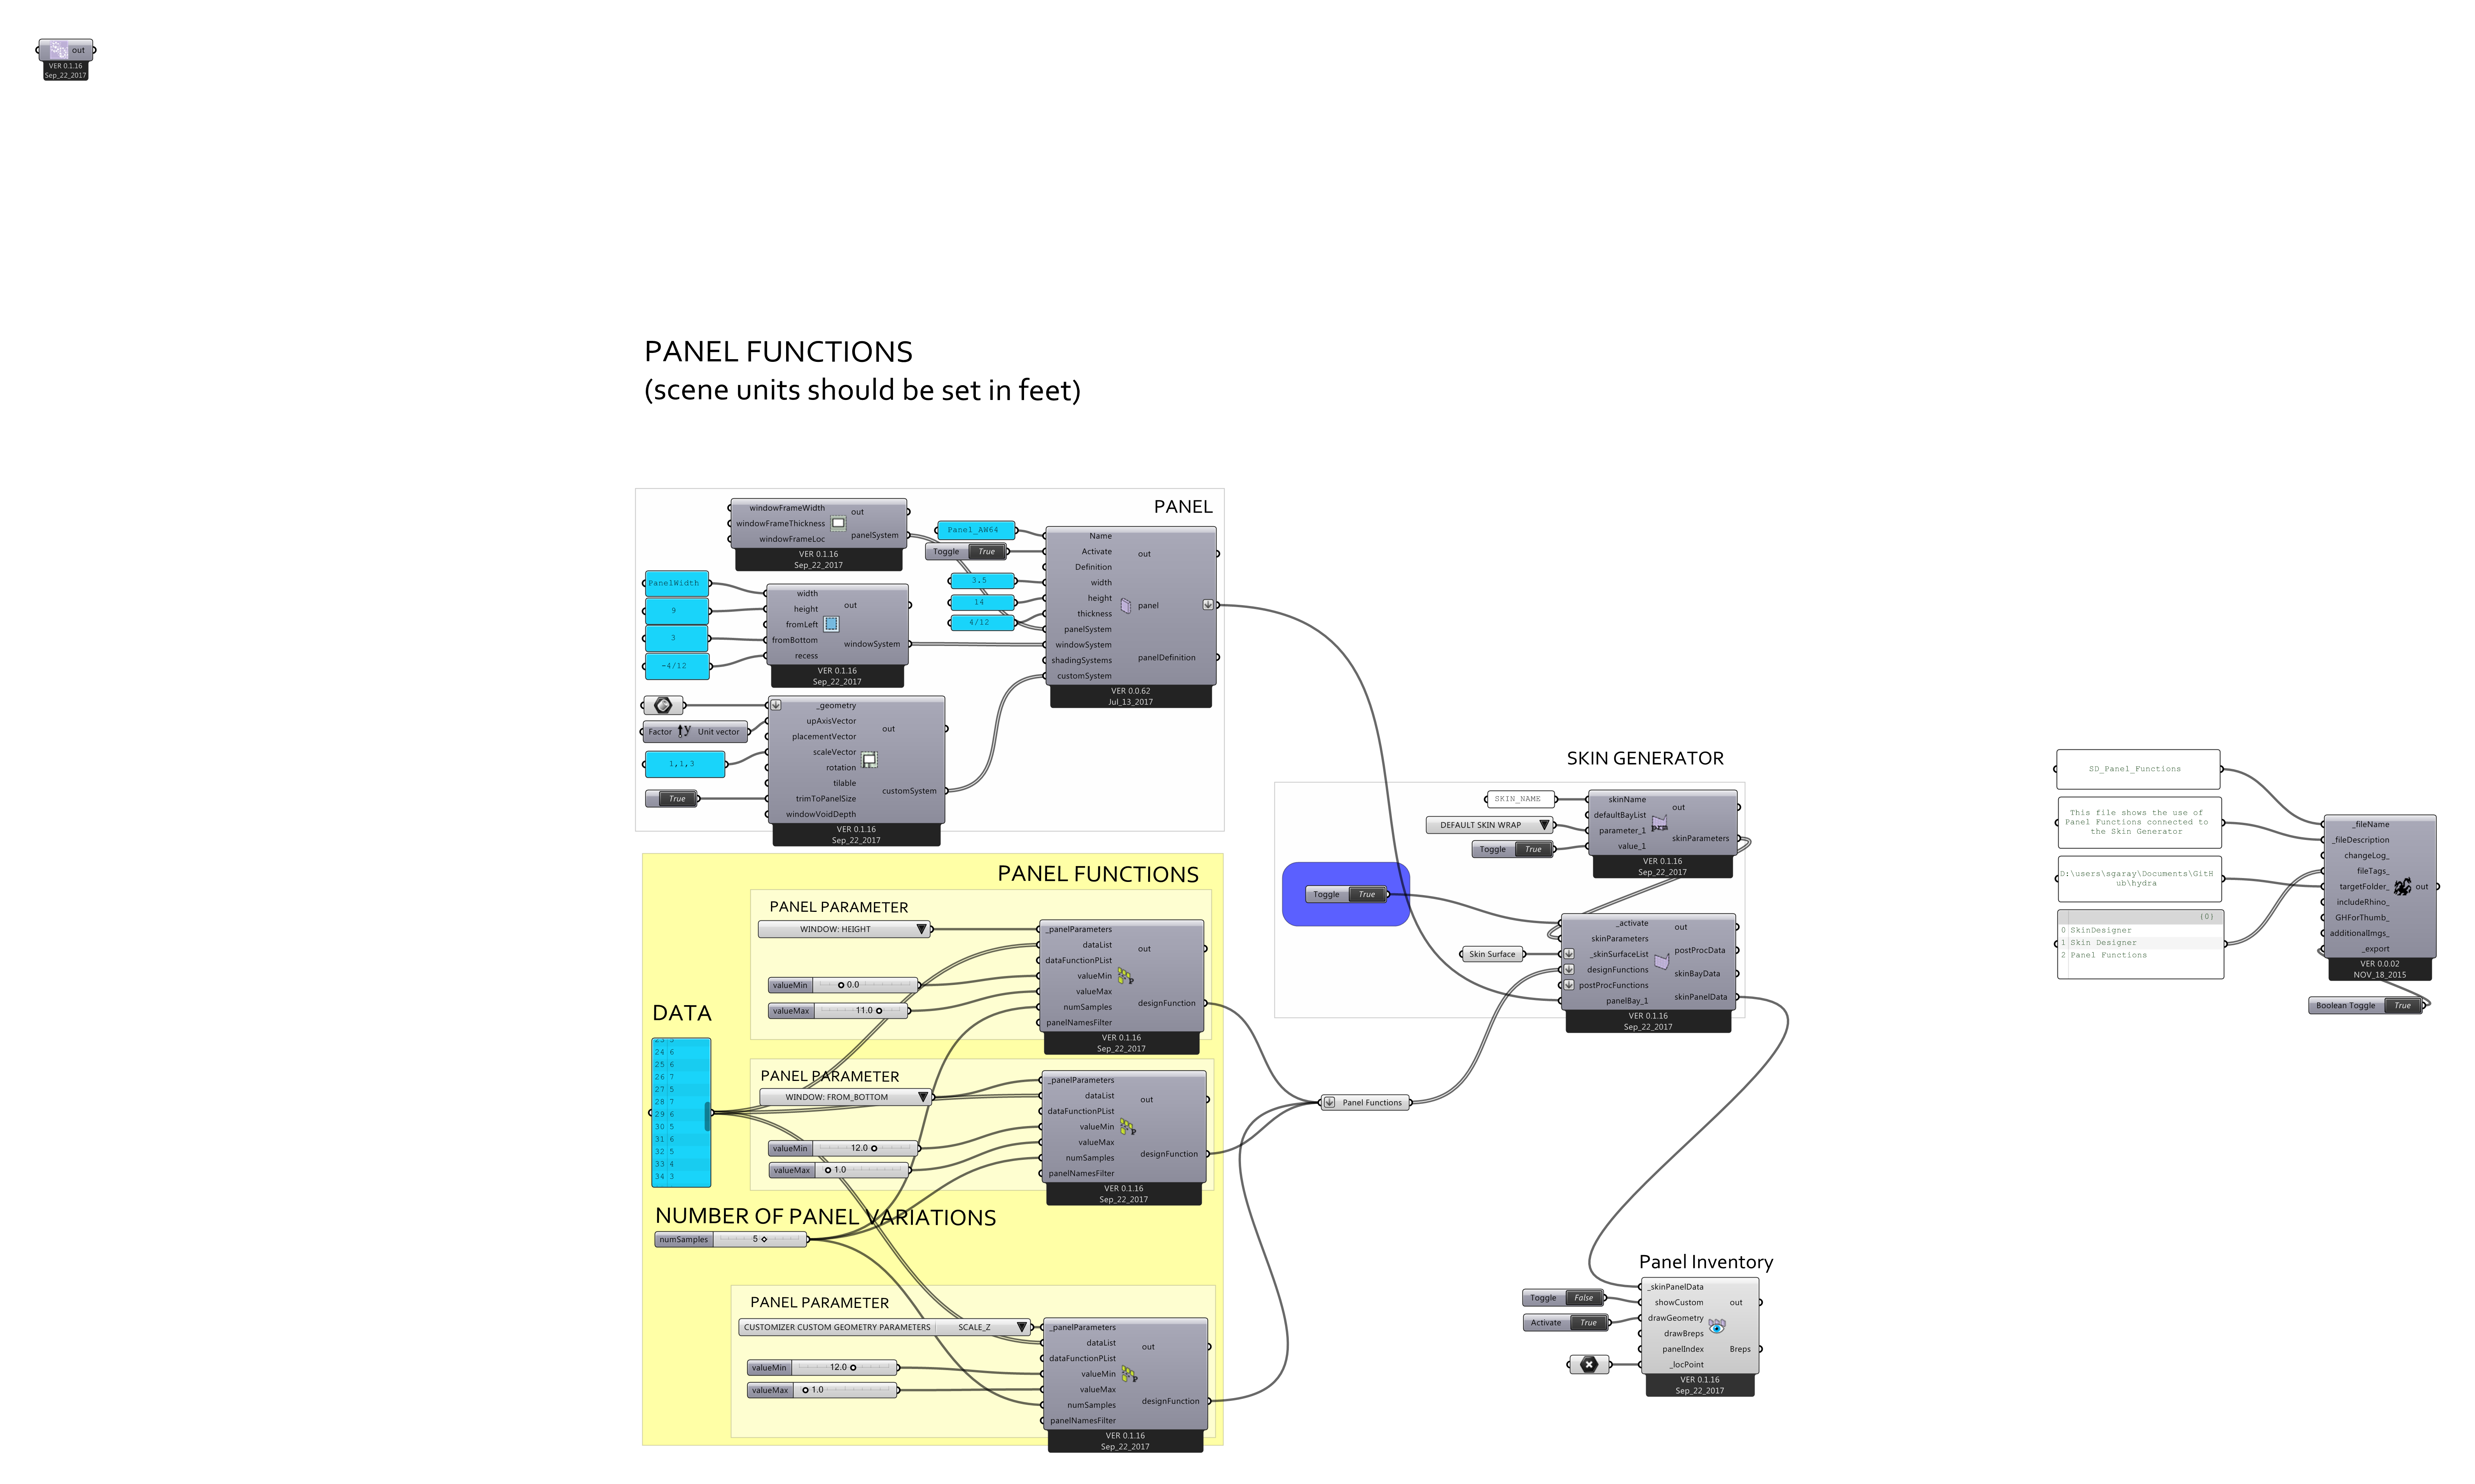 out
VER 0.1.16
Sep_22_2017
PANEL FUNCTIONS
(scene units should be set in feet)
PANEL
windowFrameWidth
windowFrameThickness
windowFrameLoc
out
panelSystem
VER 0.1.16
Sep_22_2017
PanelWidth
9
3
-4/12
width
height
fromLeft
fromBottom
recess
out
windowSystem
VER 0.1.16
Sep_22_2017
Factor
Unit vector
1,1,3
True
_geometry
upAxisVector
placementVector
scaleVector
rotation
tilable
trimToPanelSize
windowVoidDepth
out
customSystem
VER 0.1.16
Sep_22_2017
Panel_AW64
Toggle True
3.5
14
4/12
Name
Activate
Definition
width
height
thickness
panelSystem
windowSystem
shadingSystems
customSystem
out
panel
panelDefinition
VER 0.0.62
Jul_13_2017
PANEL FUNCTIONS
PANEL PARAMETER
WINDOW: HEIGHT
valueMin 0.0
valueMax 11.0
_panelParameters
dataList
dataFunctionPList
valueMin
valueMax
numSamples
panelNamesFilter
out
designFunction
VER 0.1.16
Sep_22_2017
DATA
24 6
25 6
26 7
27 5
28 7
29 6
30 5
31 6
32 5
33 4
34 3
PANEL PARAMETER
WINDOW: FROM_BOTTOM
valueMin 12.0
valueMax 1.0
_panelParameters
dataList
dataFunctionPList
valueMin
valueMax
numSamples
panelNamesFilter
out
designFunction
VER 0.1.16
Sep_22_2017
NUMBER OF PANEL VARIATIONS
numSamples 5
PANEL PARAMETER
CUSTOMIZER CUSTOM GEOMETRY PARAMETERS SCALE_Z
valueMin 12.0
valueMax 1.0
_panelParameters
dataList
dataFunctionPList
valueMin
valueMax
numSamples
panelNamesFilter
out
designFunction
VER 0.1.16
Sep_22_2017
Panel Functions
SKIN GENERATOR
SKIN_NAME
DEFAULT SKIN WRAP
Toggle True
skinName
defaultBayList
parameter_1
value_1
out
skinParameters
VER 0.1.16
Sep_22_2017
Toggle True
Skin Surface
_activate
skinParameters
_skinSurfaceList
designFunctions
postProcFunctions
panelBay_1
out
postProcData
skinBayData
skinPanelData
VER 0.1.16
Sep_22_2017
Panel Inventory
Toggle False
Activate True
_skinPanelData
showCustom
drawGeometry
drawBreps
panelIndex
_locPoint
out
Breps
VER 0.1.16
Sep_22_2017
SD_Panel_Functions
This file shows the use of
Panel Functions connected to
the Skin Generator
D:\users\sgaray\Documents\GitH
ub\hydra
{0}
0 SkinDesigner
1 Skin Designer
2 Panel Functions
_fileName
_fileDescription
changeLog_
fileTags_
targetFolder_
includeRhino_
GHForThumb_
additionalImgs_
_export
out
VER 0.0.02
NOV_18_2015
Boolean Toggle True